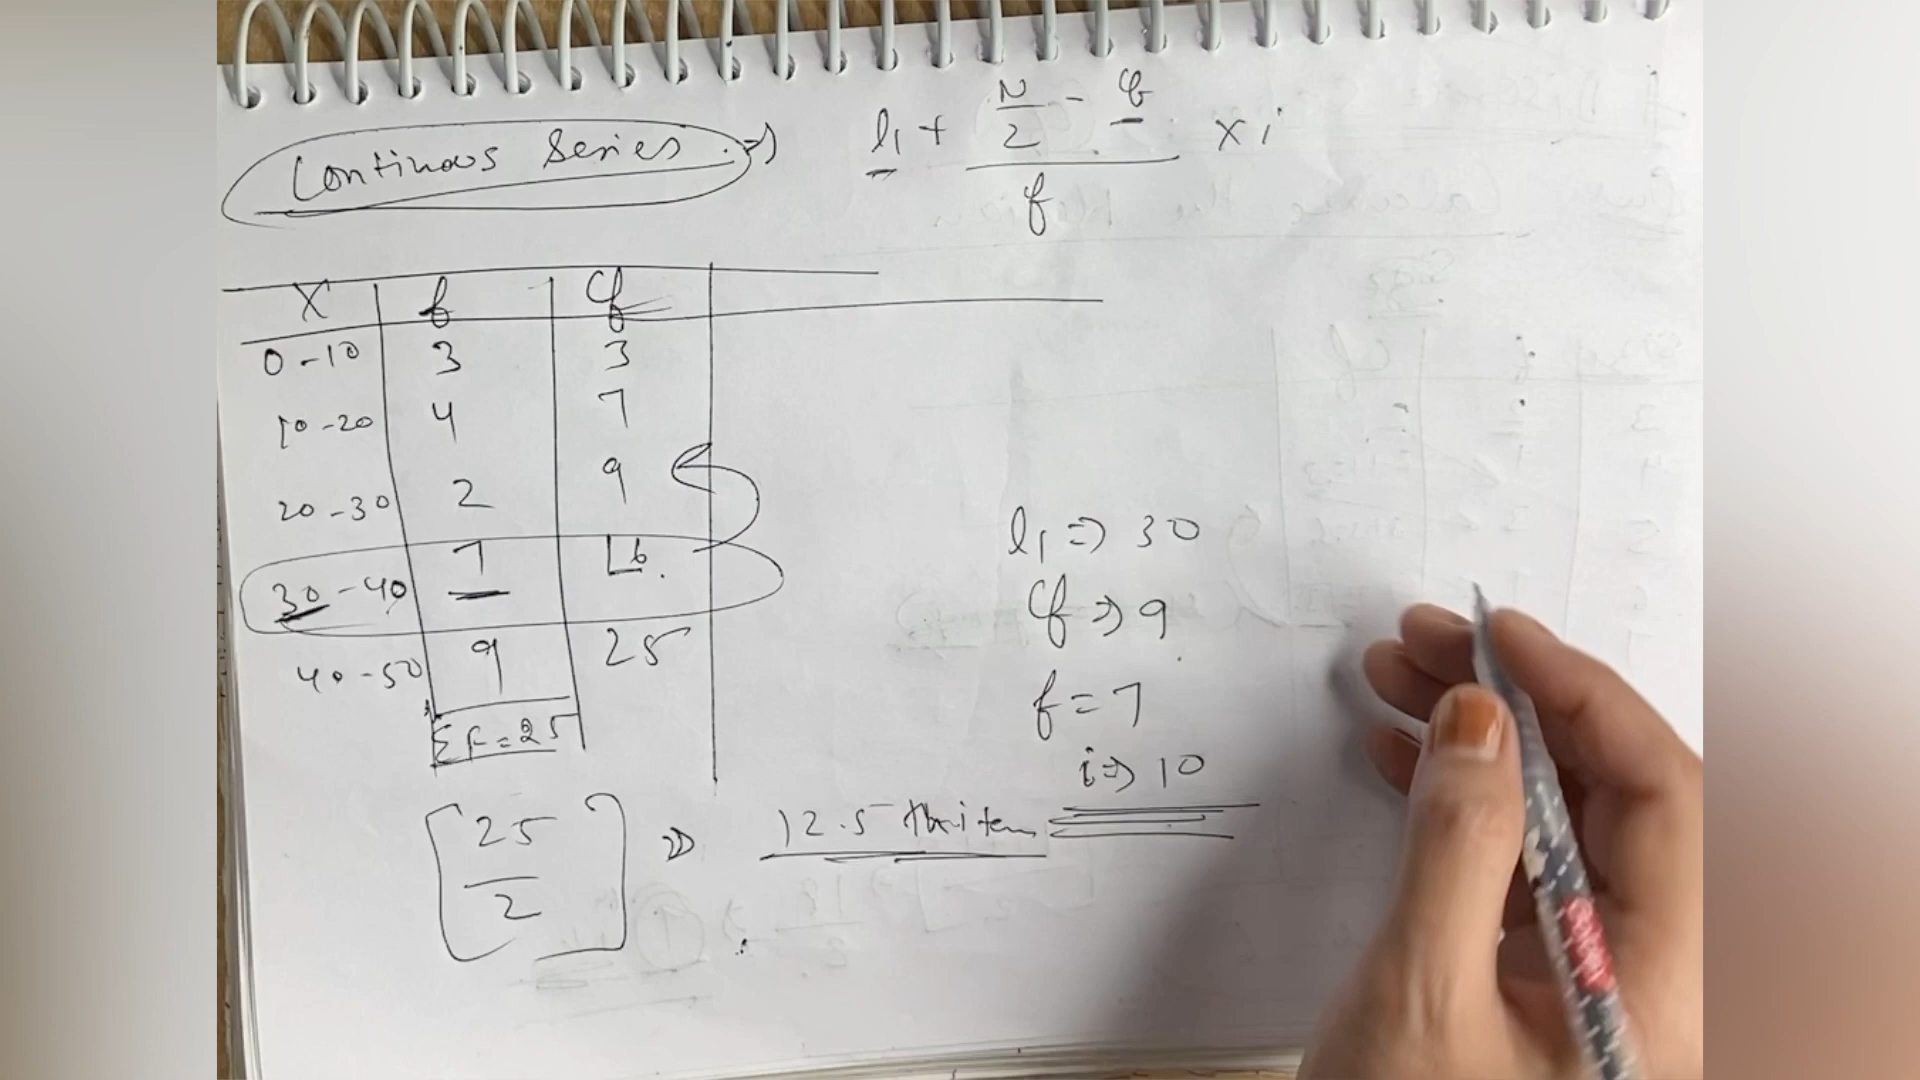 Continuous Series ⇒ l₁ + (N/2 - cf)/f × i
X f cf
0-10 3 3
10-20 4 7
20-30 2 9
30-40 7 16.
40-50 9 25
Σf=25
l₁ ⇒ 30
cf ⇒ 9
f = 7
i ⇒ 10
[25/2] ⇒ 12.5 th item